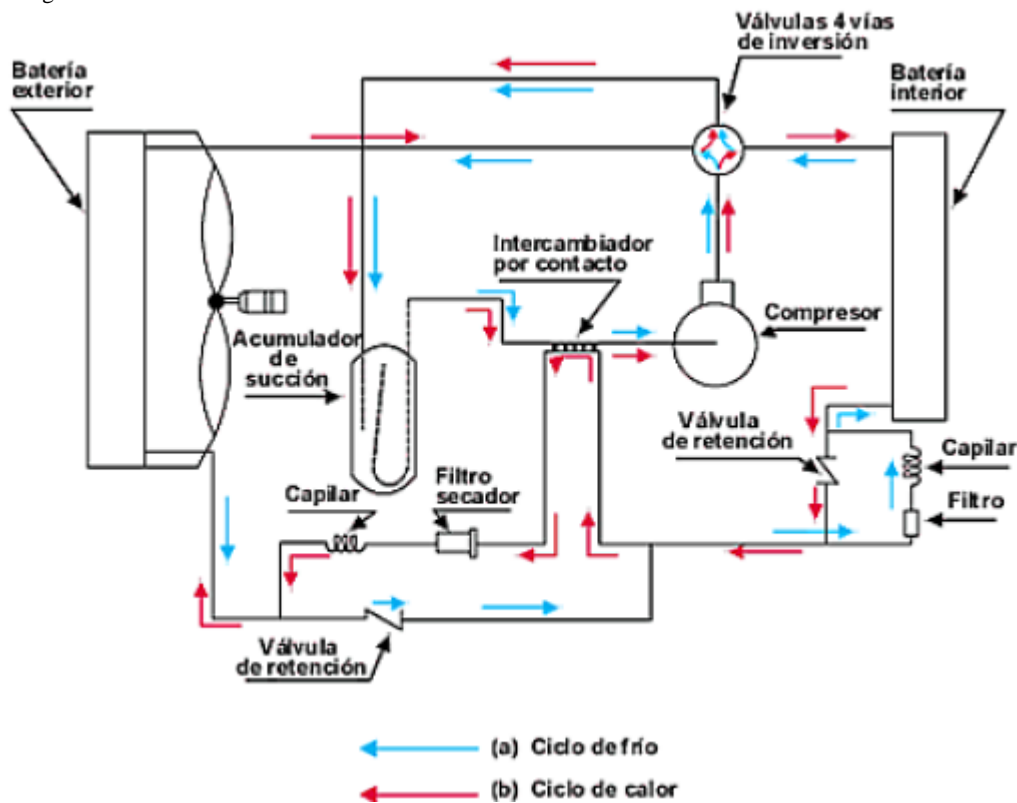 Válvulas 4 vías
de inversión
Batería
exterior
Batería
interior
Intercambiador
por contacto
Compresor
Acumulador
de
succión
Válvula
de retención
Capilar
Filtro
Capilar
Filtro
secador
Válvula
de retención
(a) Ciclo de frío
(b) Ciclo de calor